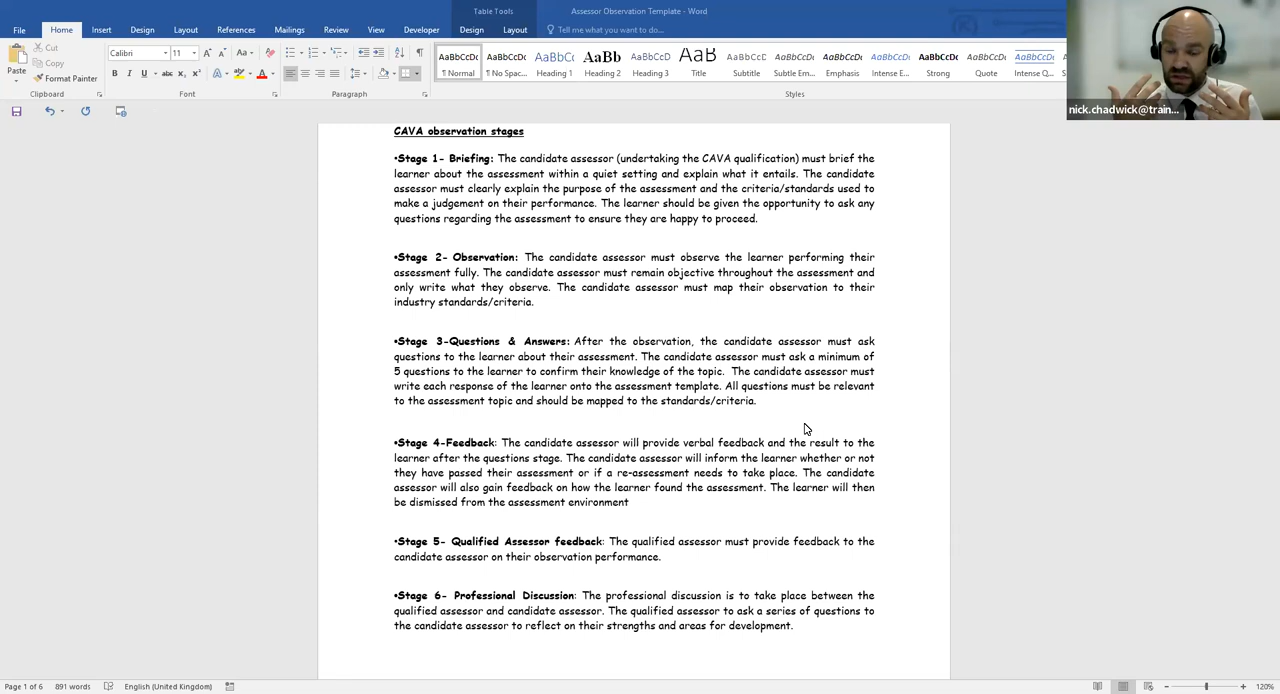 Assessor Observation Template - Word
Table Tools
File Home Insert Design Layout References Mailings Review View Developer Design Layout Tell me what you want to do...
Paste
Cut
Copy
Format Painter
Clipboard
Calibri 11
Font
Paragraph
AaBbCcDc AaBbCcDc AaBbCc AaBb AaBbCcD AaB AaBbCcD AaBbCcDc AaBbCcDc AaBbCcDc AaBbCcDc AaBbCcDc AaBbCcDc
¶ Normal ¶ No Spac... Heading 1 Heading 2 Heading 3 Title Subtitle Subtle Em... Emphasis Intense E... Strong Quote Intense Q...
Styles
nick.chadwick@train...
CAVA observation stages
•Stage 1- Briefing: The candidate assessor (undertaking the CAVA qualification) must brief the
learner about the assessment within a quiet setting and explain what it entails. The candidate
assessor must clearly explain the purpose of the assessment and the criteria/standards used to
make a judgement on their performance. The learner should be given the opportunity to ask any
questions regarding the assessment to ensure they are happy to proceed.
•Stage 2- Observation: The candidate assessor must observe the learner performing their
assessment fully. The candidate assessor must remain objective throughout the assessment and
only write what they observe. The candidate assessor must map their observation to their
industry standards/criteria.
•Stage 3-Questions & Answers: After the observation, the candidate assessor must ask
questions to the learner about their assessment. The candidate assessor must ask a minimum of
5 questions to the learner to confirm their knowledge of the topic. The candidate assessor must
write each response of the learner onto the assessment template. All questions must be relevant
to the assessment topic and should be mapped to the standards/criteria.
•Stage 4-Feedback: The candidate assessor will provide verbal feedback and the result to the
learner after the questions stage. The candidate assessor will inform the learner whether or not
they have passed their assessment or if a re-assessment needs to take place. The candidate
assessor will also gain feedback on how the learner found the assessment. The learner will then
be dismissed from the assessment environment
•Stage 5- Qualified Assessor feedback: The qualified assessor must provide feedback to the
candidate assessor on their observation performance.
•Stage 6- Professional Discussion: The professional discussion is to take place between the
qualified assessor and candidate assessor. The qualified assessor to ask a series of questions to
the candidate assessor to reflect on their strengths and areas for development.
Page 1 of 6 891 words English (United Kingdom) 120%